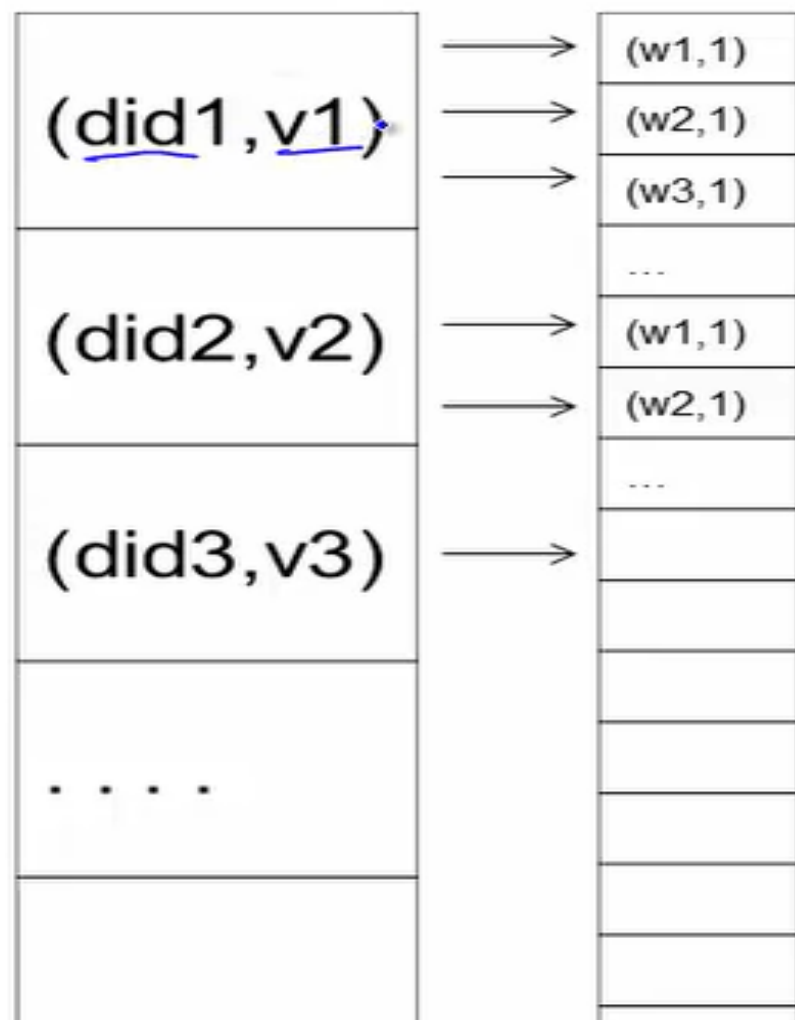 (did1,v1)
(did2,v2)
(did3,v3)
. . . .
(w1,1)
(w2,1)
(w3,1)
...
(w1,1)
(w2,1)
...